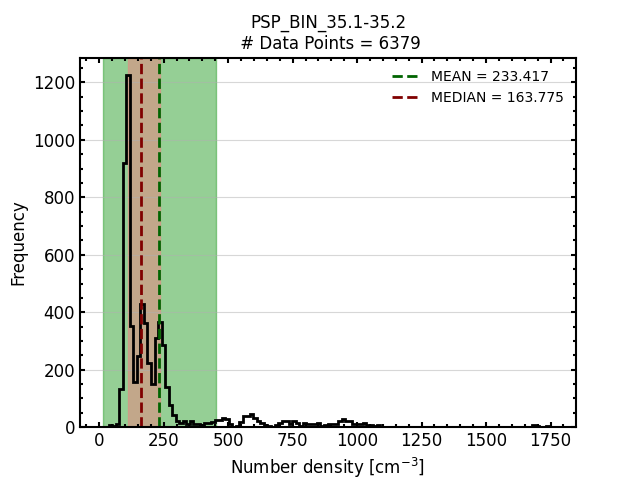 PSP_BIN_35.1-35.2
# Data Points = 6379
MEAN = 233.417
MEDIAN = 163.775
Frequency
1200
1000
800
600
400
200
0
0 250 500 750 1000 1250 1500 1750
Number density [cm⁻³]